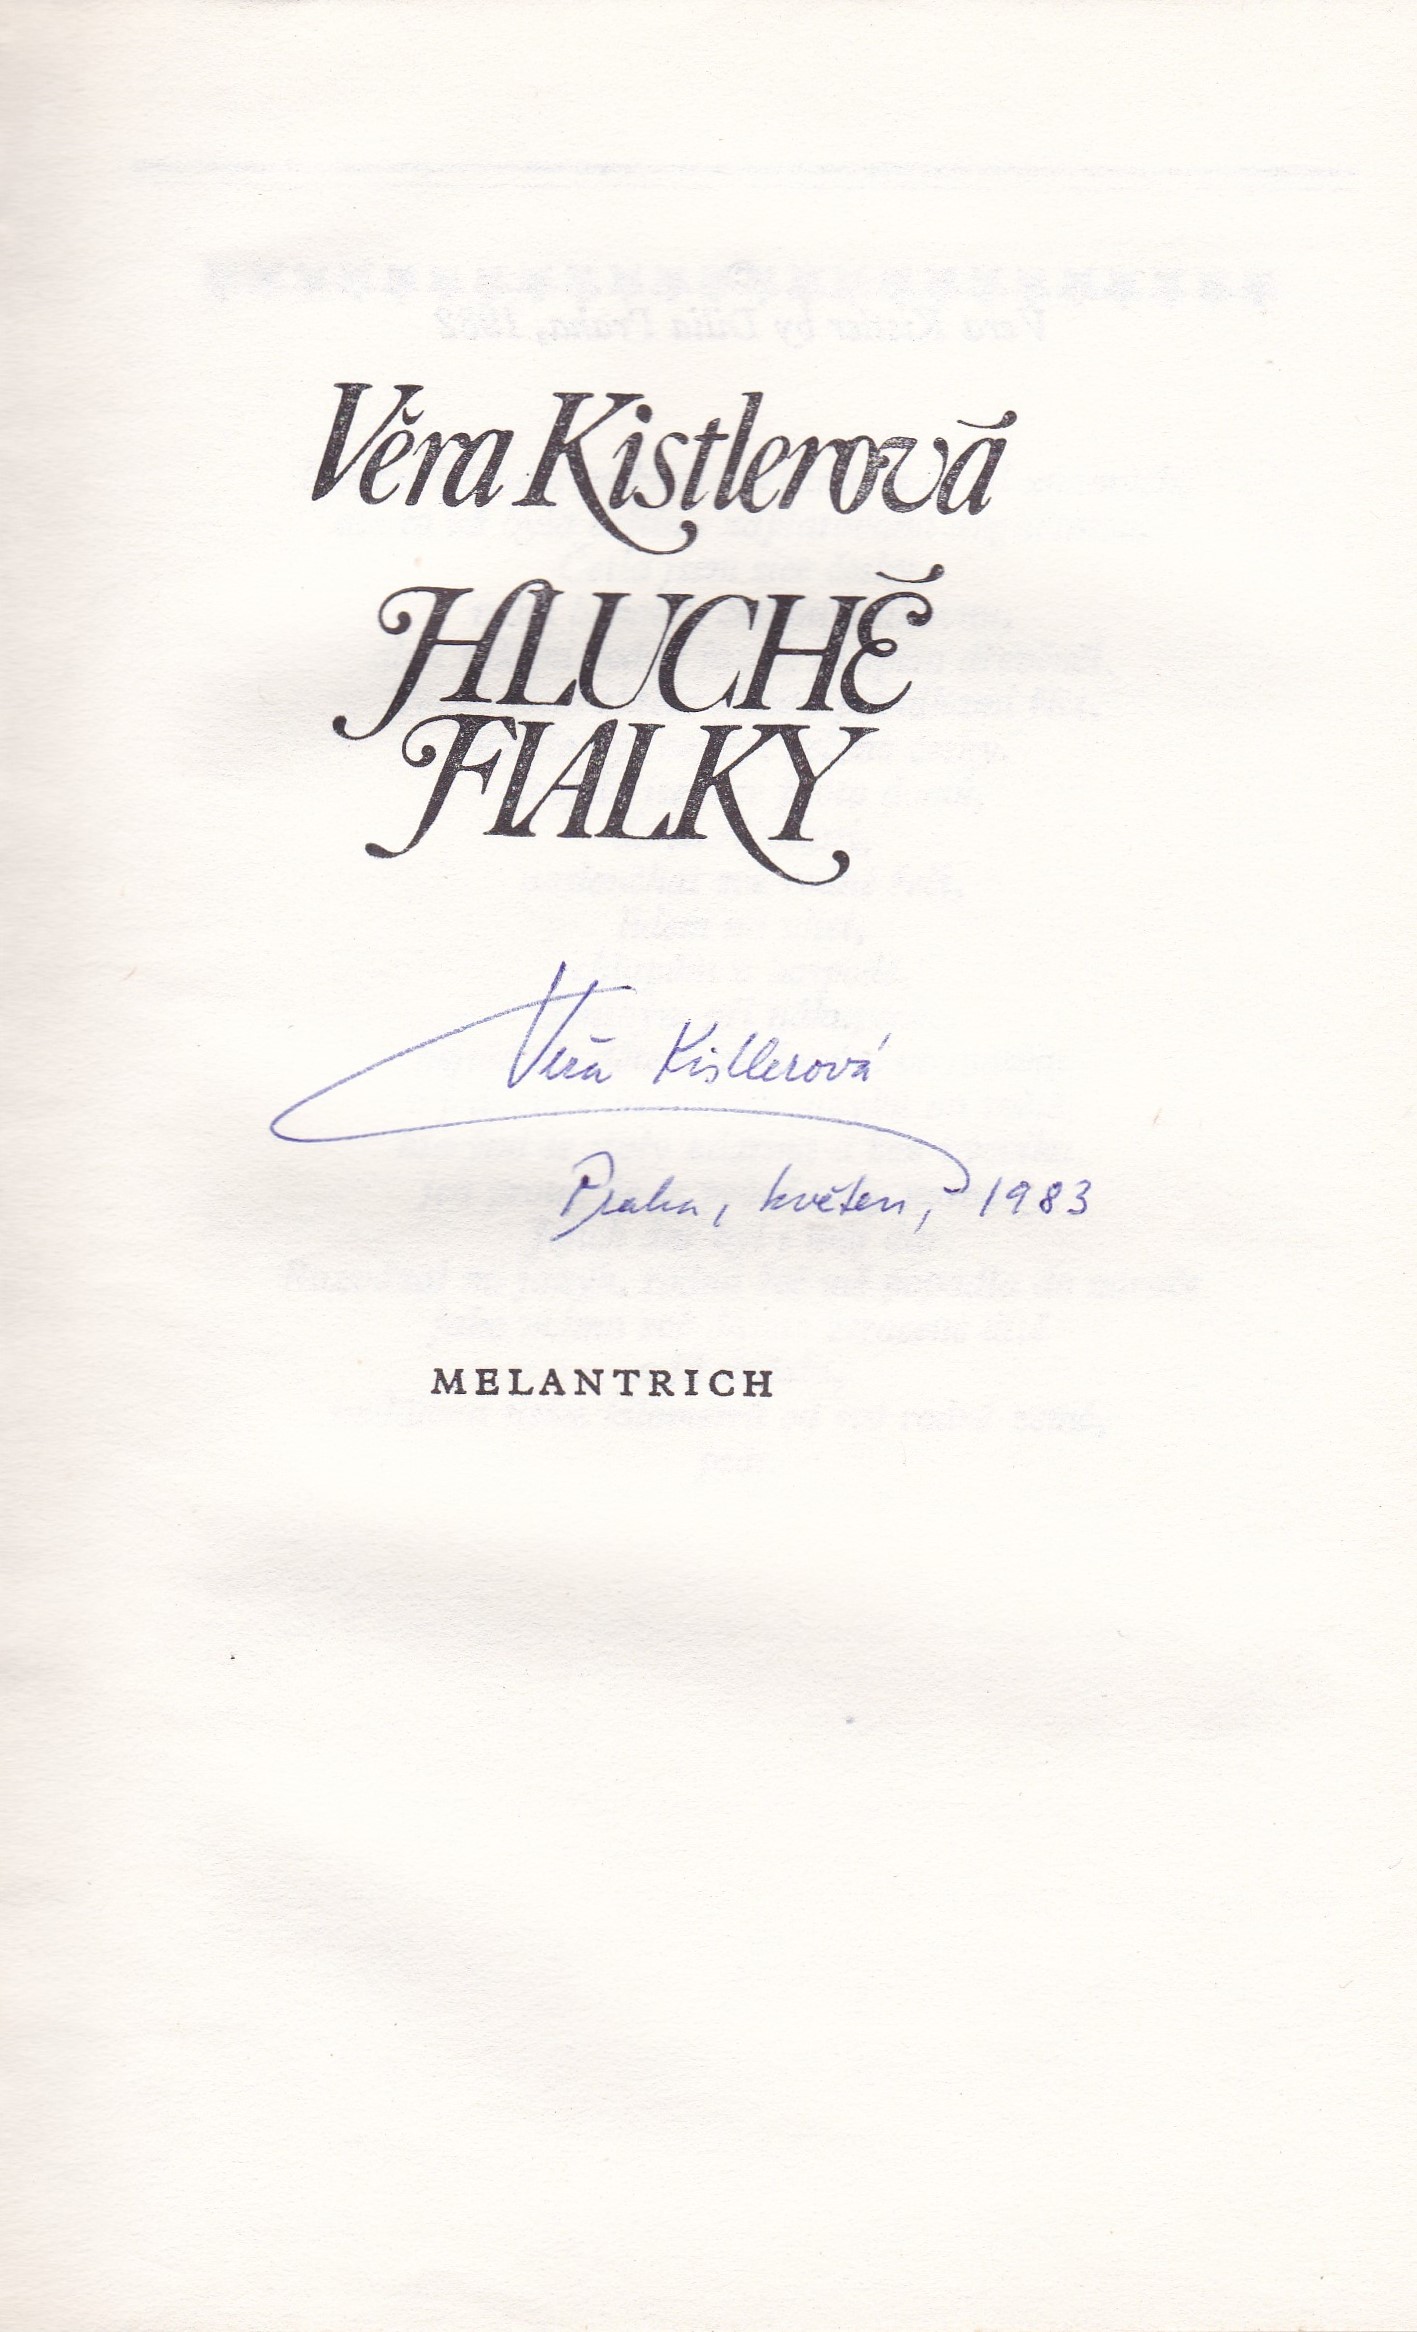 Věra Kistlerová
HLUCHÉ
FIALKY
Věra Kistlerová
Praha, květen, 1983
MELANTRICH